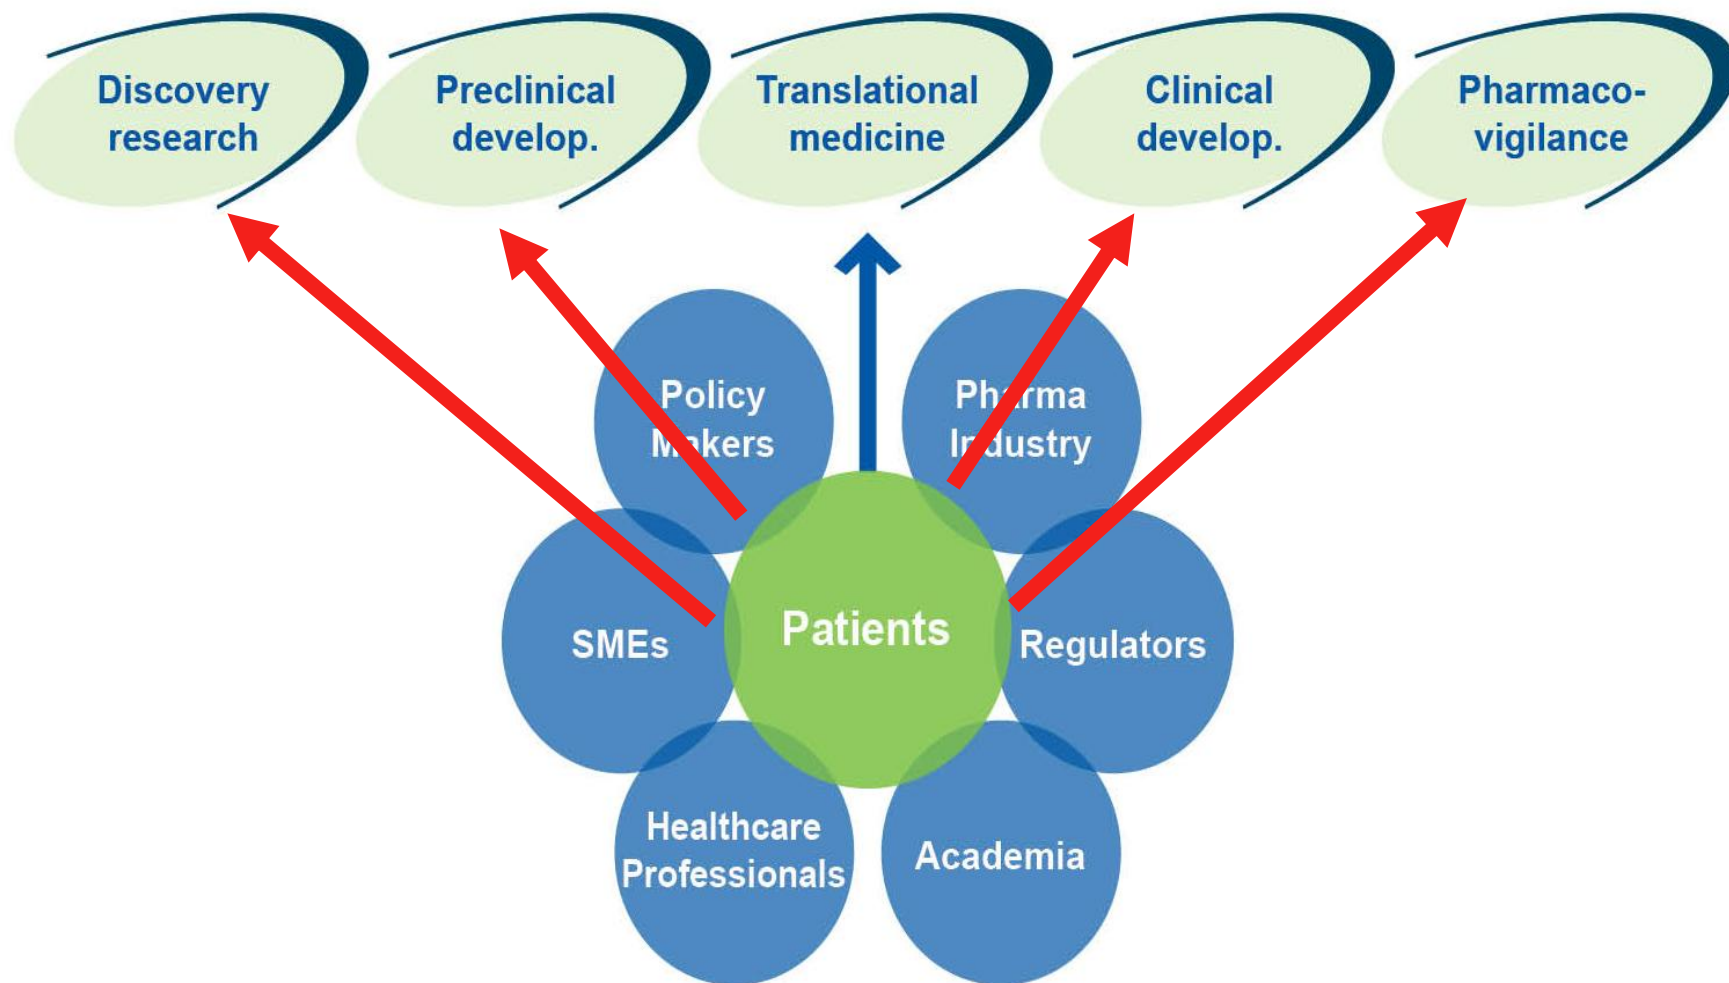 Discovery
research
Preclinical
develop.
Translational
medicine
Clinical
develop.
Pharmaco-
vigilance
Policy
Makers
Pharma
Industry
SMEs
Patients
Regulators
Healthcare
Professionals
Academia